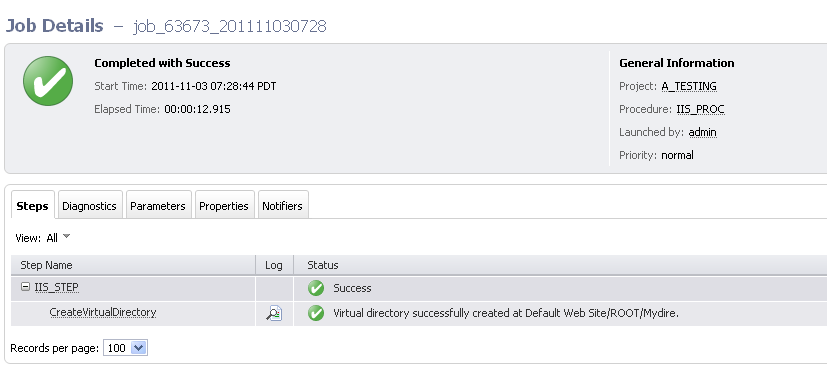 Job Details – job_63673_201111030728
Completed with Success
Start Time: 2011-11-03 07:28:44 PDT
Elapsed Time: 00:00:12.915
General Information
Project: A_TESTING
Procedure: IIS_PROC
Launched by: admin
Priority: normal
Steps Diagnostics Parameters Properties Notifiers
View: All
Step Name Log Status
IIS_STEP Success
CreateVirtualDirectory Virtual directory successfully created at Default Web Site/ROOT/Mydire.
Records per page: 100